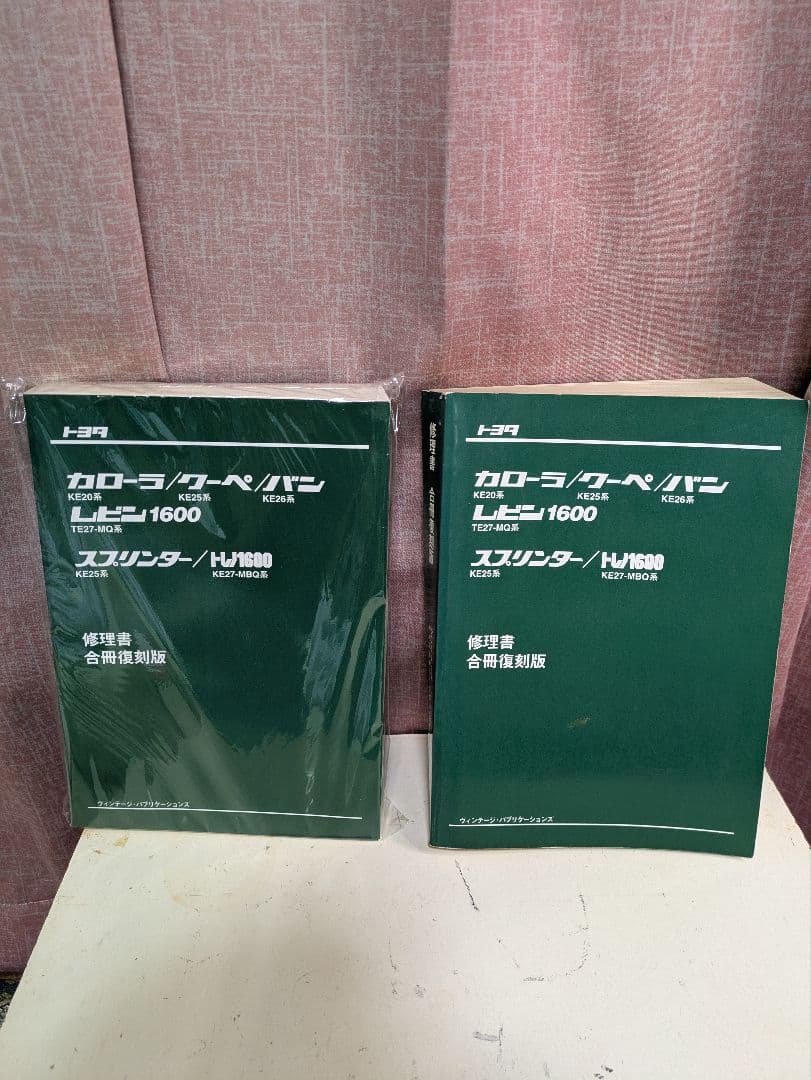 トヨタ
カローラ/クーペ/バン
KE20系 KE25系 KE26系
レビン1600
TE27-MQ系
スプリンター/トレノ1600
KE25系 KE27-MBQ系
修理書
合冊復刻版
ヴィンテージ・パブリケーションズ
修理書 合冊復刻版
トヨタ
カローラ/クーペ/バン
KE20系 KE25系 KE26系
レビン1600
TE27-MQ系
スプリンター/トレノ1600
KE25系 KE27-MBQ系
修理書
合冊復刻版
ヴィンテージ・パブリケーションズ